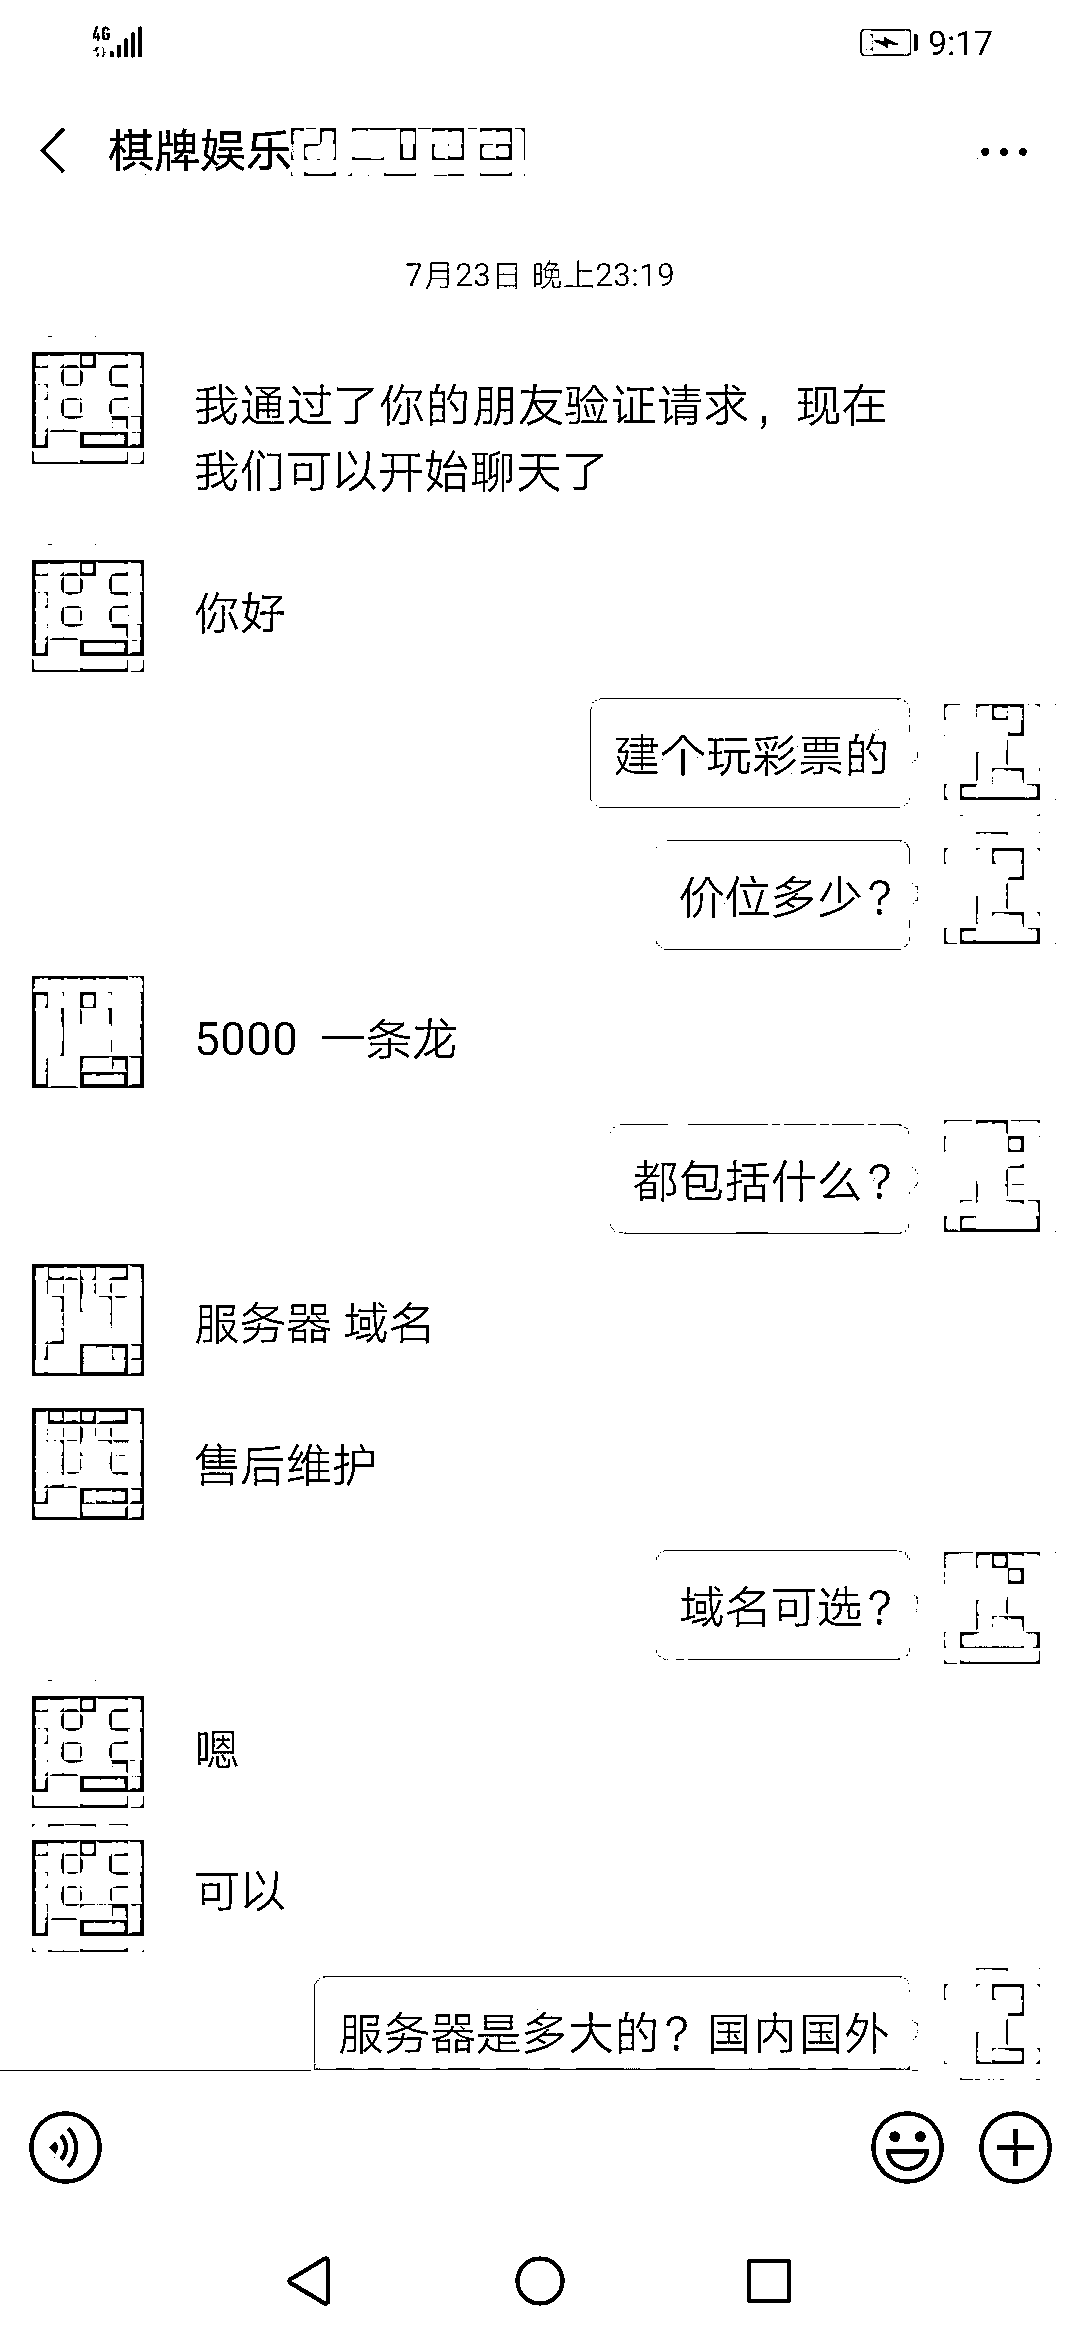 4G
9:17
棋牌娱乐
7月23日 晚上23:19
我通过了你的朋友验证请求，现在
我们可以开始聊天了
你好
建个玩彩票的
价位多少？
5000 一条龙
都包括什么？
服务器 域名
售后维护
域名可选？
嗯
可以
服务器是多大的？国内国外